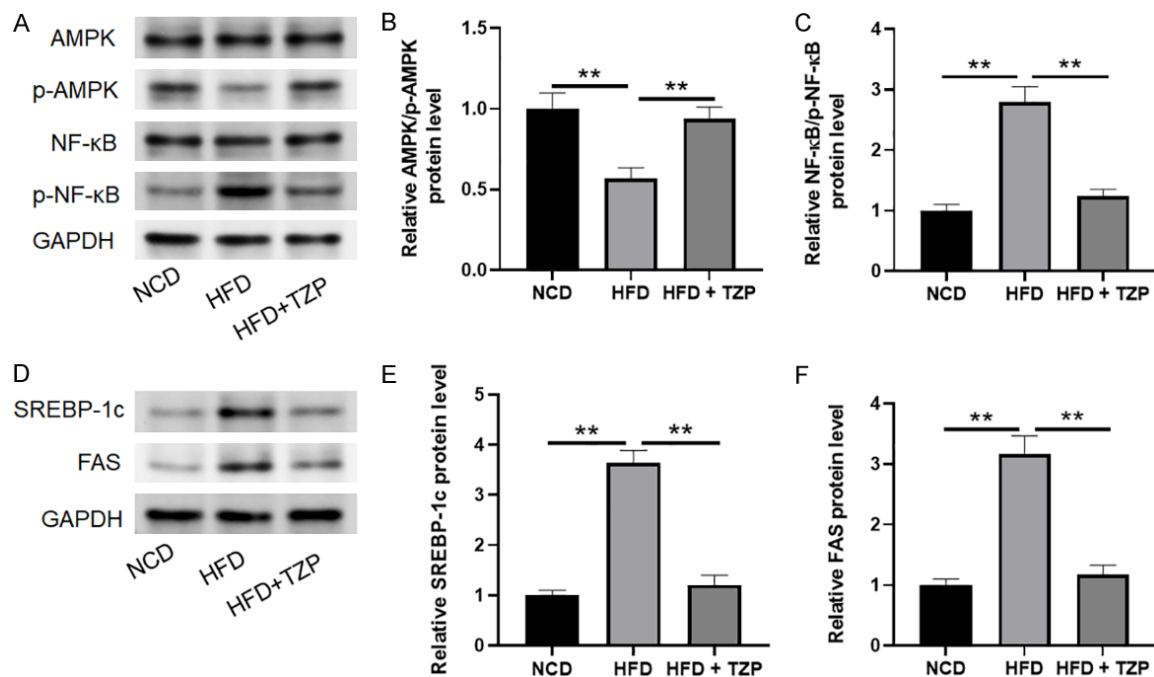 A
AMPK
p-AMPK
NF-κB
p-NF-κB
GAPDH
NCD
HFD
HFD+TZP
B
Relative AMPK/p-AMPK
protein level
1.5
1.0
0.5
0.0
**
**
NCD
HFD
HFD + TZP
C
Relative NF-κB/p-NF-κB
protein level
4
3
2
1
0
**
**
NCD
HFD
HFD + TZP
D
SREBP-1c
FAS
GAPDH
NCD
HFD
HFD+TZP
E
Relative SREBP-1c protein level
5
4
3
2
1
0
**
**
NCD
HFD
HFD + TZP
F
Relative FAS protein level
4
3
2
1
0
**
**
NCD
HFD
HFD + TZP